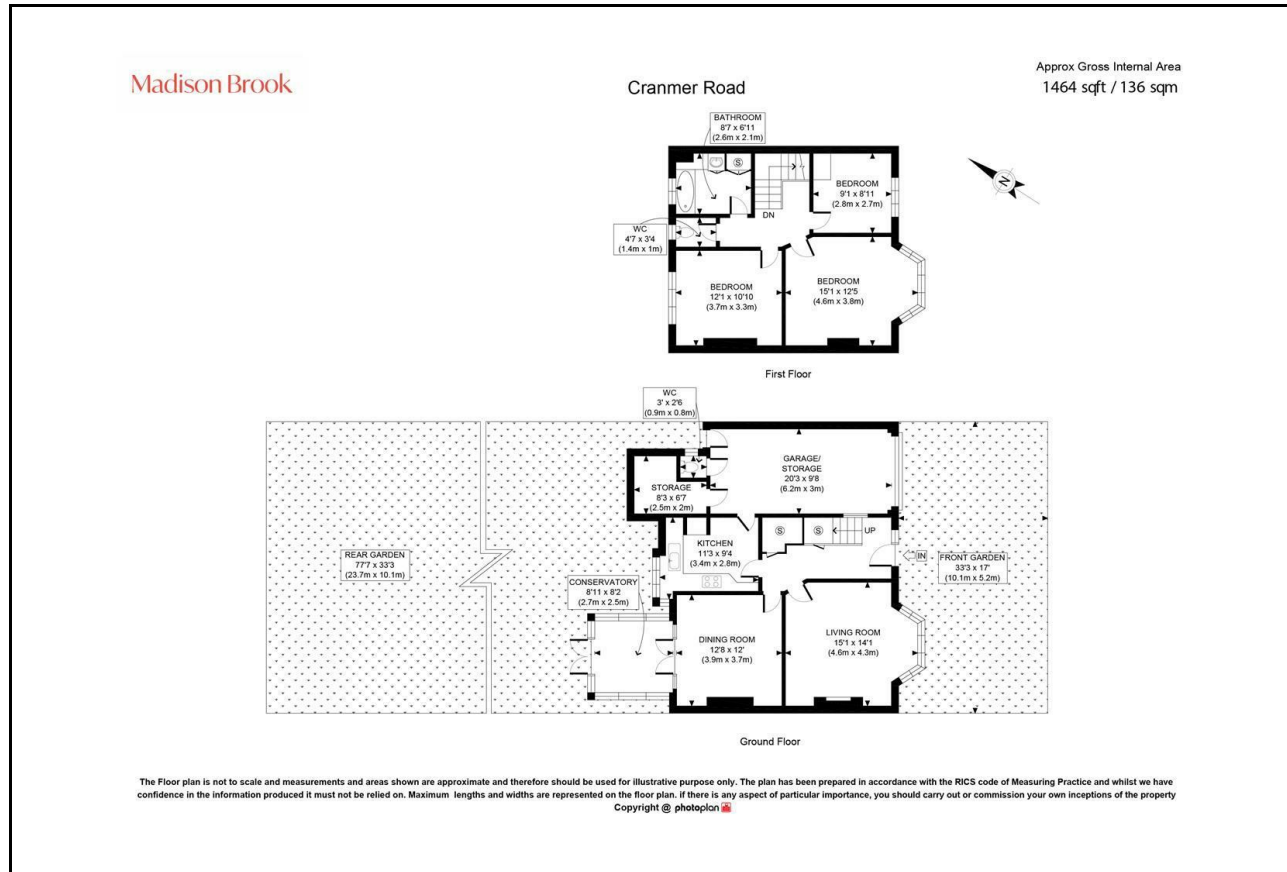 Madison Brook
Cranmer Road
Approx Gross Internal Area
1464 sqft / 136 sqm
BATHROOM
8'7 x 6'11
(2.6m x 2.1m)
S
BEDROOM
9'1 x 8'11
(2.8m x 2.7m)
N
DN
WC
4'7 x 3'4
(1.4m x 1m)
BEDROOM
12'1 x 10'10
(3.7m x 3.3m)
BEDROOM
15'1 x 12'5
(4.6m x 3.8m)
First Floor
WC
3' x 2'6
(0.9m x 0.8m)
GARAGE/
STORAGE
20'3 x 9'8
(6.2m x 3m)
STORAGE
8'3 x 6'7
(2.5m x 2m)
S
S
UP
KITCHEN
11'3 x 9'4
(3.4m x 2.8m)
IN
REAR GARDEN
77'7 x 33'3
(23.7m x 10.1m)
FRONT GARDEN
33'3 x 17'
(10.1m x 5.2m)
CONSERVATORY
8'11 x 8'2
(2.7m x 2.5m)
DINING ROOM
12'8 x 12'
(3.9m x 3.7m)
LIVING ROOM
15'1 x 14'1
(4.6m x 4.3m)
Ground Floor
The Floor plan is not to scale and measurements and areas shown are approximate and therefore should be used for illustrative purpose only. The plan has been prepared in accordance with the RICS code of Measuring Practice and whilst we have
confidence in the information produced it must not be relied on. Maximum lengths and widths are represented on the floor plan. if there is any aspect of particular importance, you should carry out or commission your own inceptions of the property
Copyright @ photoplan